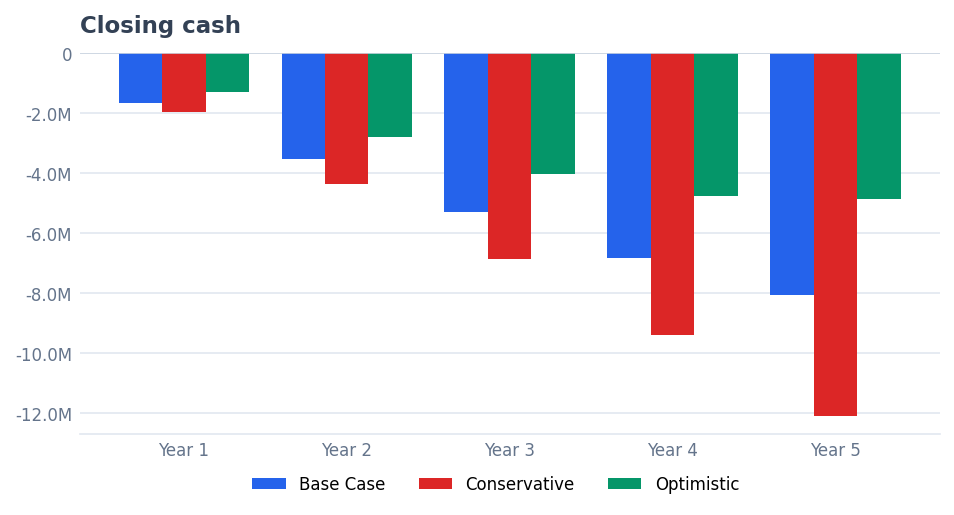 Closing cash
0
-2.0M
-4.0M
-6.0M
-8.0M
-10.0M
-12.0M
Year 1 Year 2 Year 3 Year 4 Year 5
Base Case Conservative Optimistic